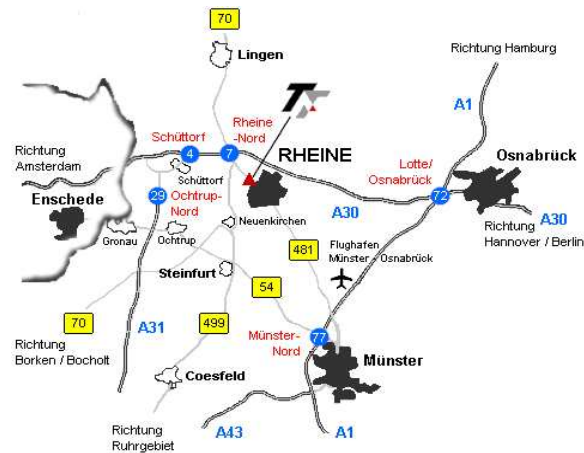 70
Lingen
Richtung Hamburg
A1
TF
Schüttorf
Rheine
-Nord
4
7
RHEINE
Lotte/
Osnabrück
Osnabrück
Richtung
Amsterdam
Schüttorf
29
Ochtrup-
Nord
72
Enschede
A30
A30
Neuenkirchen
Richtung
Hannover / Berlin
Gronau
Ochtrup
481
Flughafen
Münster
Osnabrück
Steinfurt
54
70
499
A31
Münster-
Nord
77
Münster
Richtung
Borken / Bocholt
Coesfeld
Richtung
Ruhrgebiet
A43
A1